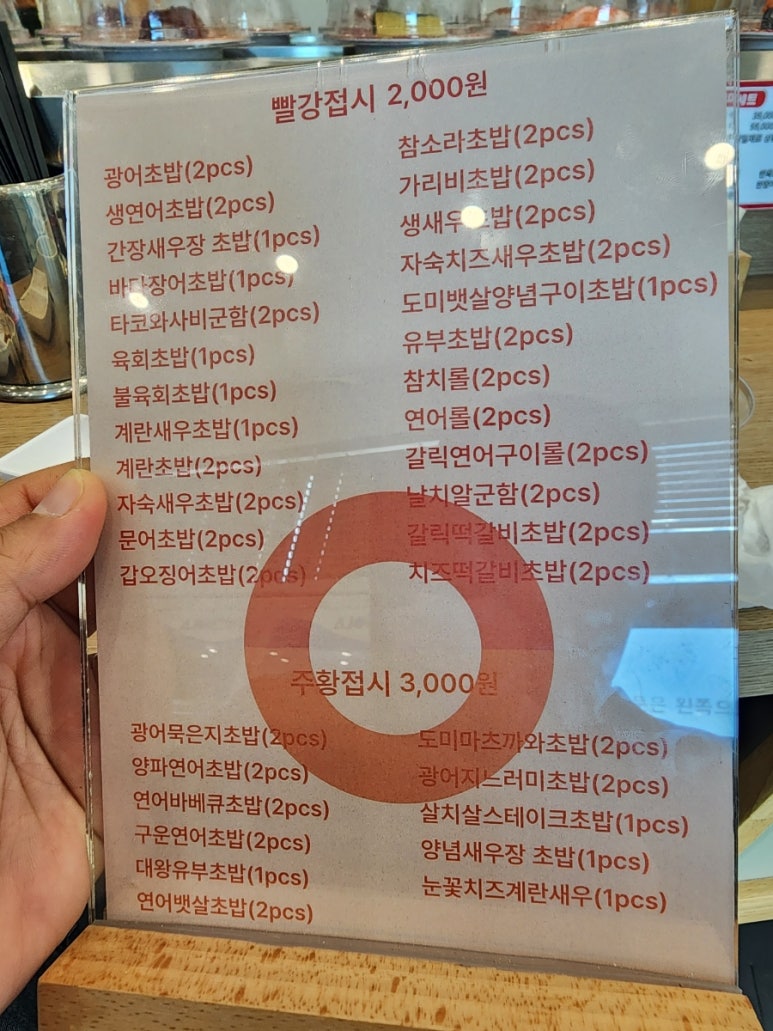 빨강접시 2,000원
광어초밥(2pcs)
생연어초밥(2pcs)
간장새우장 초밥(1pcs)
바다장어초밥(1pcs)
타코와사비군함(2pcs)
육회초밥(1pcs)
불육회초밥(1pcs)
계란새우초밥(1pcs)
계란초밥(2pcs)
자숙새우초밥(2pcs)
문어초밥(2pcs)
갑오징어초밥(2pcs)
참소라초밥(2pcs)
가리비초밥(2pcs)
생새우초밥(2pcs)
자숙치즈새우초밥(2pcs)
도미뱃살양념구이초밥(1pcs)
유부초밥(2pcs)
참치롤(2pcs)
연어롤(2pcs)
갈릭연어구이롤(2pcs)
날치알군함(2pcs)
갈릭떡갈비초밥(2pcs)
치즈떡갈비초밥(2pcs)
주황접시 3,000원
광어묵은지초밥(2pcs)
양파연어초밥(2pcs)
연어바베큐초밥(2pcs)
구운연어초밥(2pcs)
대왕유부초밥(1pcs)
연어뱃살초밥(2pcs)
도미마츠까와초밥(2pcs)
광어지느러미초밥(2pcs)
살치살스테이크초밥(1pcs)
양념새우장 초밥(1pcs)
눈꽃치즈계란새우(1pcs)